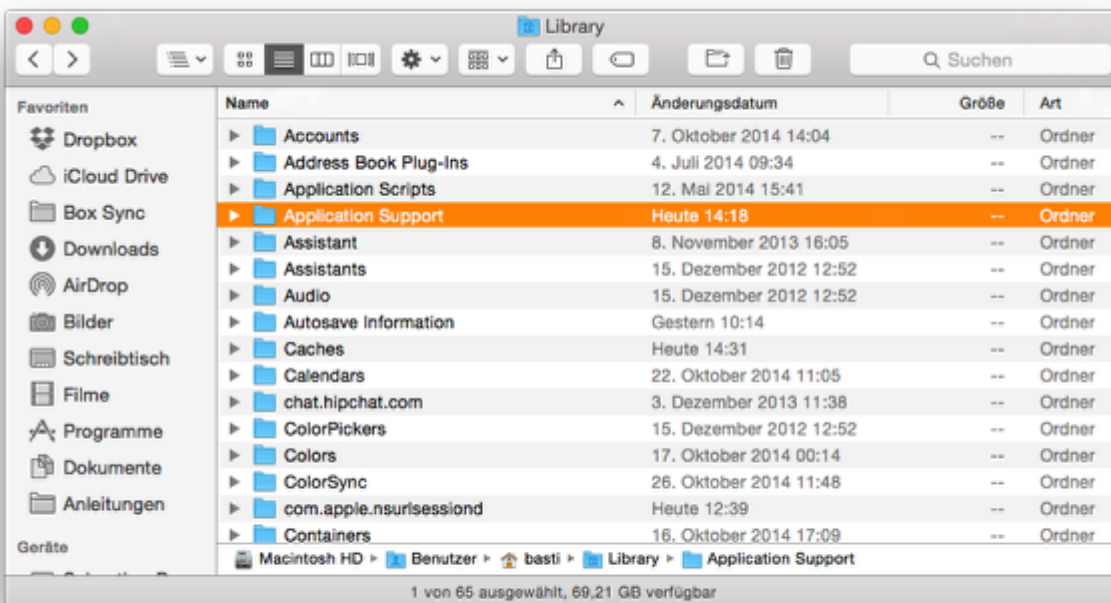 Library
Suchen
Favoriten
Dropbox
iCloud Drive
Box Sync
Downloads
AirDrop
Bilder
Schreibtisch
Filme
Programme
Dokumente
Anleitungen
Geräte
Name Änderungsdatum Größe Art
Accounts 7. Oktober 2014 14:04 -- Ordner
Address Book Plug-Ins 4. Juli 2014 09:34 -- Ordner
Application Scripts 12. Mai 2014 15:41 -- Ordner
Application Support Heute 14:18 -- Ordner
Assistant 8. November 2013 16:05 -- Ordner
Assistants 15. Dezember 2012 12:52 -- Ordner
Audio 15. Dezember 2012 12:52 -- Ordner
Autosave Information Gestern 10:14 -- Ordner
Caches Heute 14:31 -- Ordner
Calendars 22. Oktober 2014 11:05 -- Ordner
chat.hipchat.com 3. Dezember 2013 11:38 -- Ordner
ColorPickers 15. Dezember 2012 12:52 -- Ordner
Colors 17. Oktober 2014 00:14 -- Ordner
ColorSync 26. Oktober 2014 11:48 -- Ordner
com.apple.nsurlsessiond Heute 12:39 -- Ordner
Containers 16. Oktober 2014 17:09 -- Ordner
Macintosh HD ▸ Benutzer ▸ basti ▸ Library ▸ Application Support
1 von 65 ausgewählt, 69,21 GB verfügbar